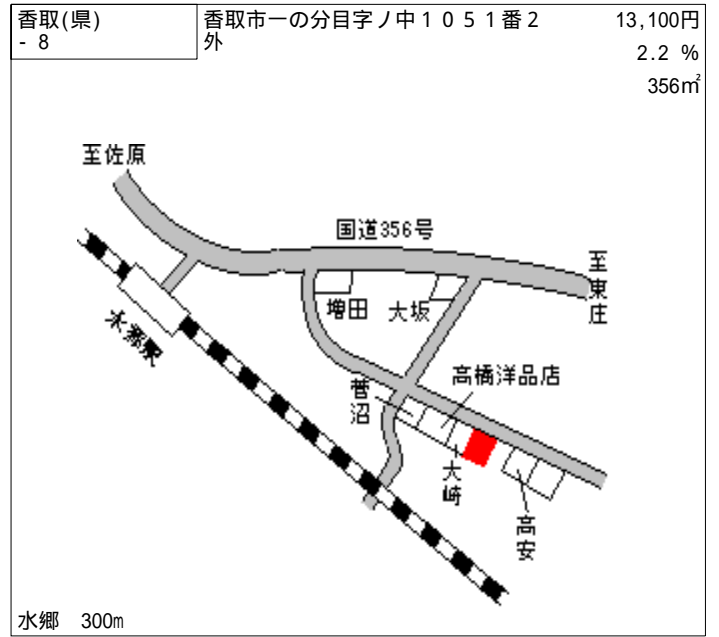 香取(県)
- 8
香取市一の分目字ノ中１０５１番２
外
13,100円
2.2 %
356㎡
至佐原
国道356号
至東庄
増田
大坂
水郷駅
高橋洋品店
菅沼
大崎
高安
水郷　300m